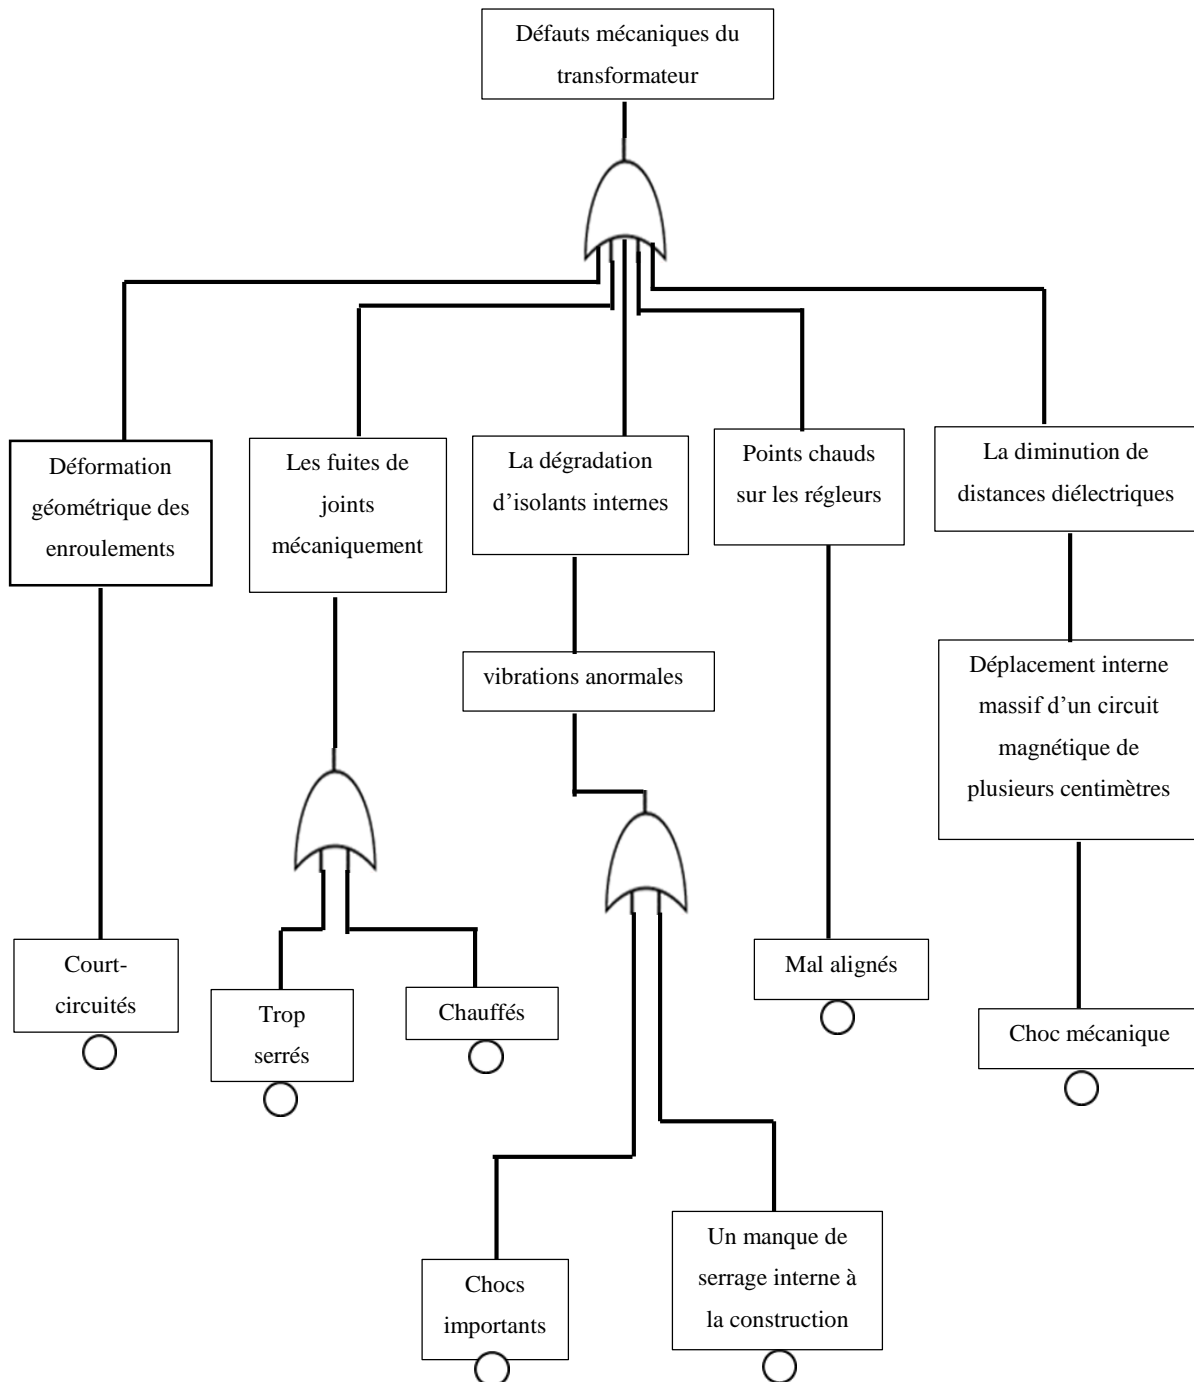 Défauts mécaniques du
transformateur
Déformation
géométrique des
enroulements
Les fuites de
joints
mécaniquement
La dégradation
d’isolants internes
Points chauds
sur les régleurs
La diminution de
distances diélectriques
vibrations anormales
Déplacement interne
massif d’un circuit
magnétique de
plusieurs centimètres
Court-
circuités
Trop
serrés
Chauffés
Mal alignés
Choc mécanique
Chocs
importants
Un manque de
serrage interne à
la construction